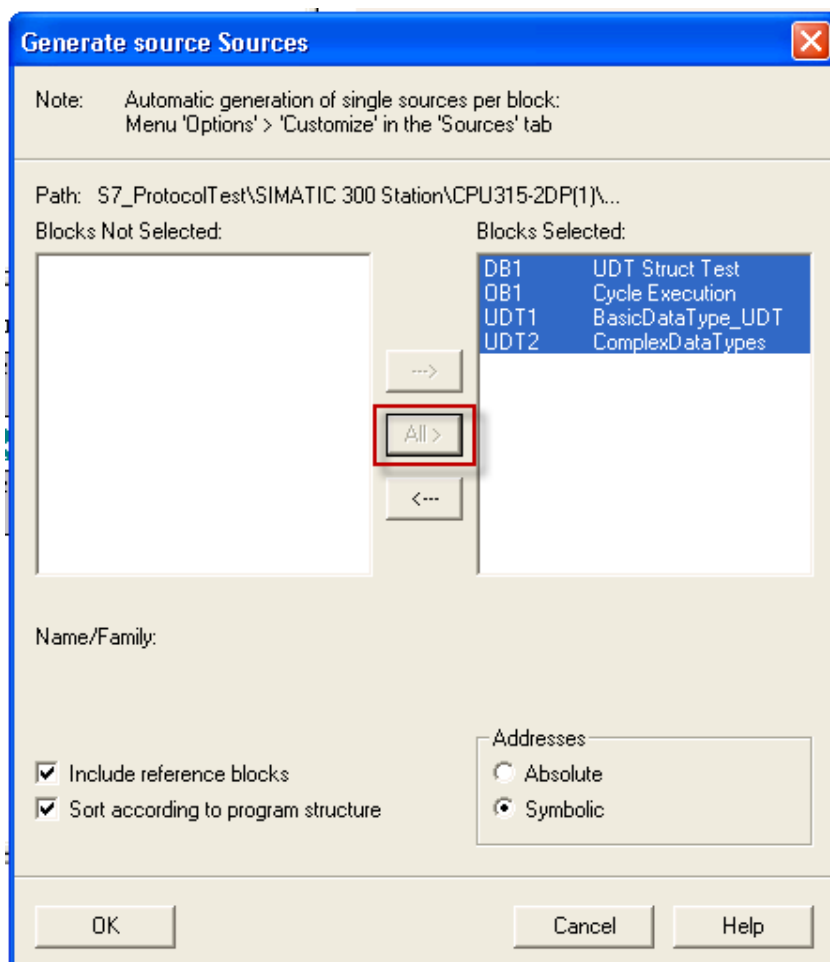 Generate source Sources
Note: Automatic generation of single sources per block:
Menu 'Options' > 'Customize' in the 'Sources' tab
Path: S7_ProtocolTest\SIMATIC 300 Station\CPU315-2DP(1)\...
Blocks Not Selected:
Blocks Selected:
DB1 UDT Struct Test
OB1 Cycle Execution
UDT1 BasicDataType_UDT
UDT2 ComplexDataTypes
--->
All >
<---
Name/Family:
Include reference blocks
Sort according to program structure
Addresses
Absolute
Symbolic
OK
Cancel
Help